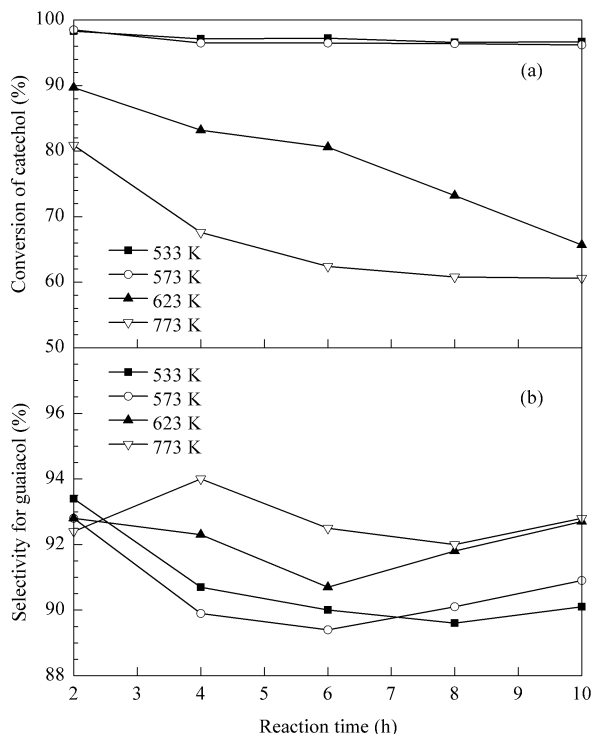 100
(a)
90
80
70
60
50
Conversion of catechol (%)
533 K
573 K
623 K
773 K
533 K
573 K
623 K
773 K
(b)
96
94
92
90
88
Selectivity for guaiacol (%)
2 3 4 5 6 7 8 9 10
Reaction time (h)